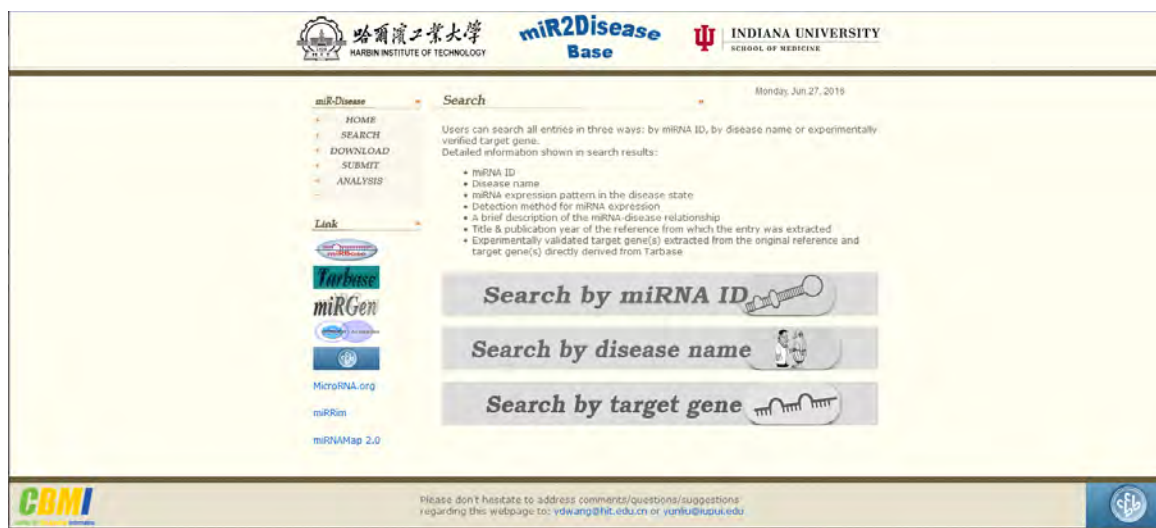 哈爾濱工業大學
HARBIN INSTITUTE OF TECHNOLOGY
miR2Disease
Base
INDIANA UNIVERSITY
SCHOOL OF MEDICINE
Monday, Jun.27, 2016
miR-Disease
HOME
SEARCH
DOWNLOAD
SUBMIT
ANALYSIS
Link
miRBase
Tarbase
miRGen
MicroRNA.org
miRRim
miRNAMap 2.0
Search
Users can search all entries in three ways: by miRNA ID, by disease name or experimentally
verified target gene.
Detailed information shown in search results:
• miRNA ID
• Disease name
• miRNA expression pattern in the disease state
• Detection method for miRNA expression
• A brief description of the miRNA-disease relationship
• Title & publication year of the reference from which the entry was extracted
• Experimentally validated target gene(s) extracted from the original reference and
target gene(s) directly derived from Tarbase
Search by miRNA ID
Search by disease name
Search by target gene
CBMI
Please don't hesitate to address comments/questions/suggestions
regarding this webpage to: ydwang@hit.edu.cn or yunliu@iupui.edu